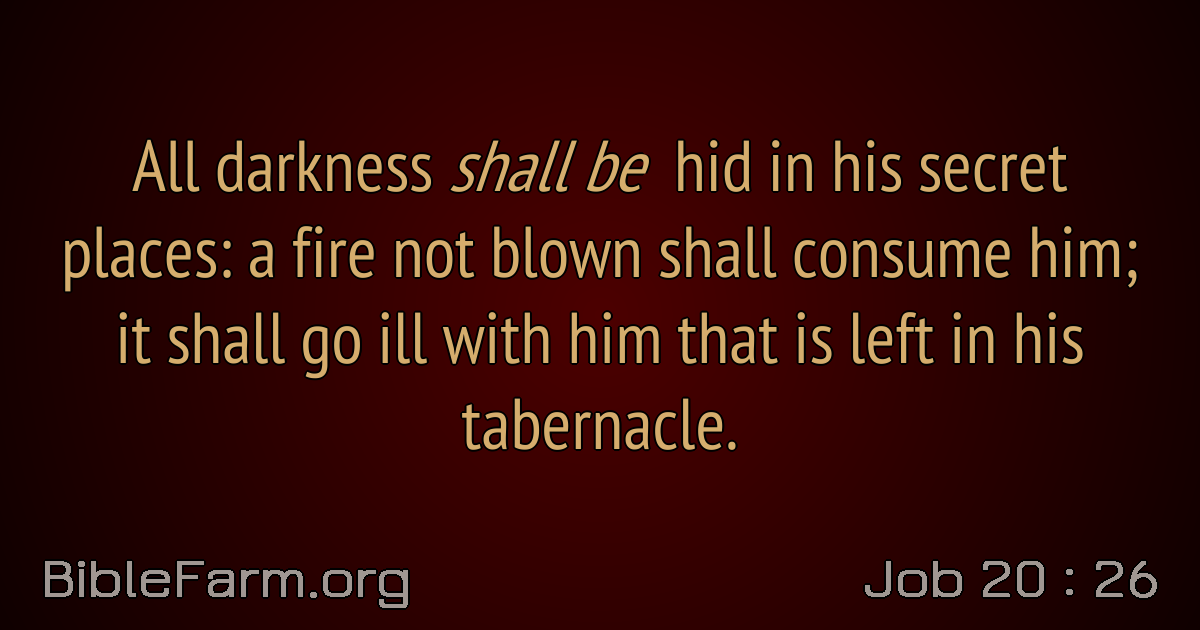 All darkness shall be hid in his secret
places: a fire not blown shall consume him;
it shall go ill with him that is left in his
tabernacle.
BibleFarm.org
Job 20 : 26